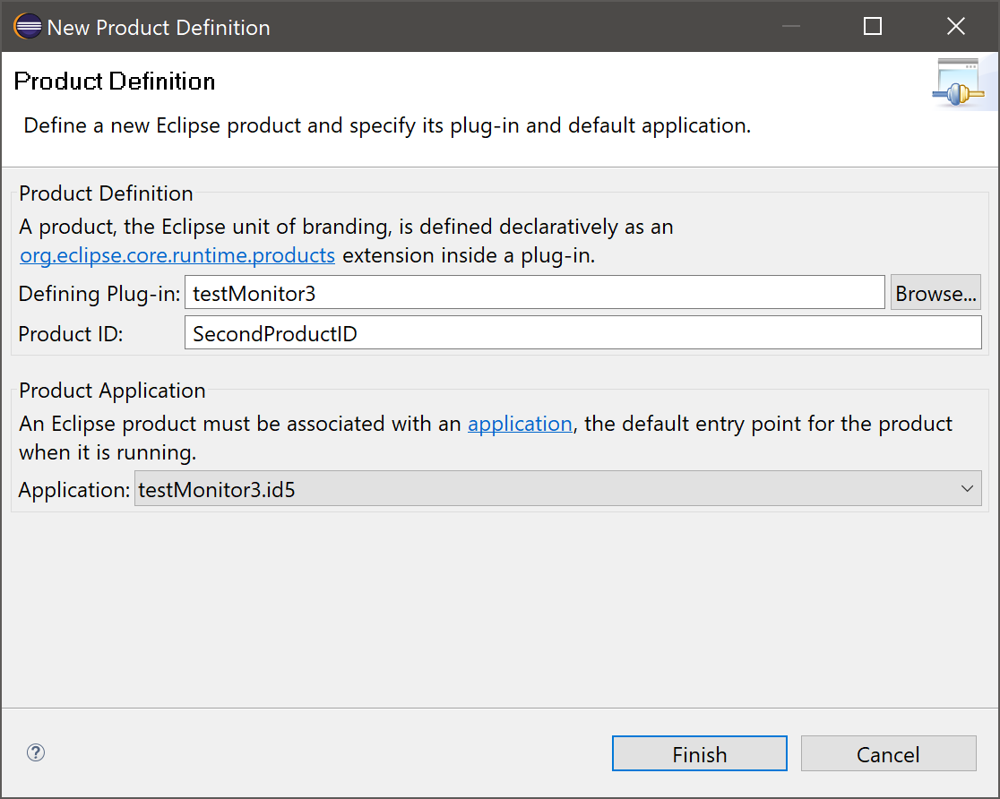 New Product Definition
Product Definition
Define a new Eclipse product and specify its plug-in and default application.
Product Definition
A product, the Eclipse unit of branding, is defined declaratively as an
org.eclipse.core.runtime.products extension inside a plug-in.
Defining Plug-in: testMonitor3 Browse...
Product ID: SecondProductID
Product Application
An Eclipse product must be associated with an application, the default entry point for the product
when it is running.
Application: testMonitor3.id5
?
Finish Cancel